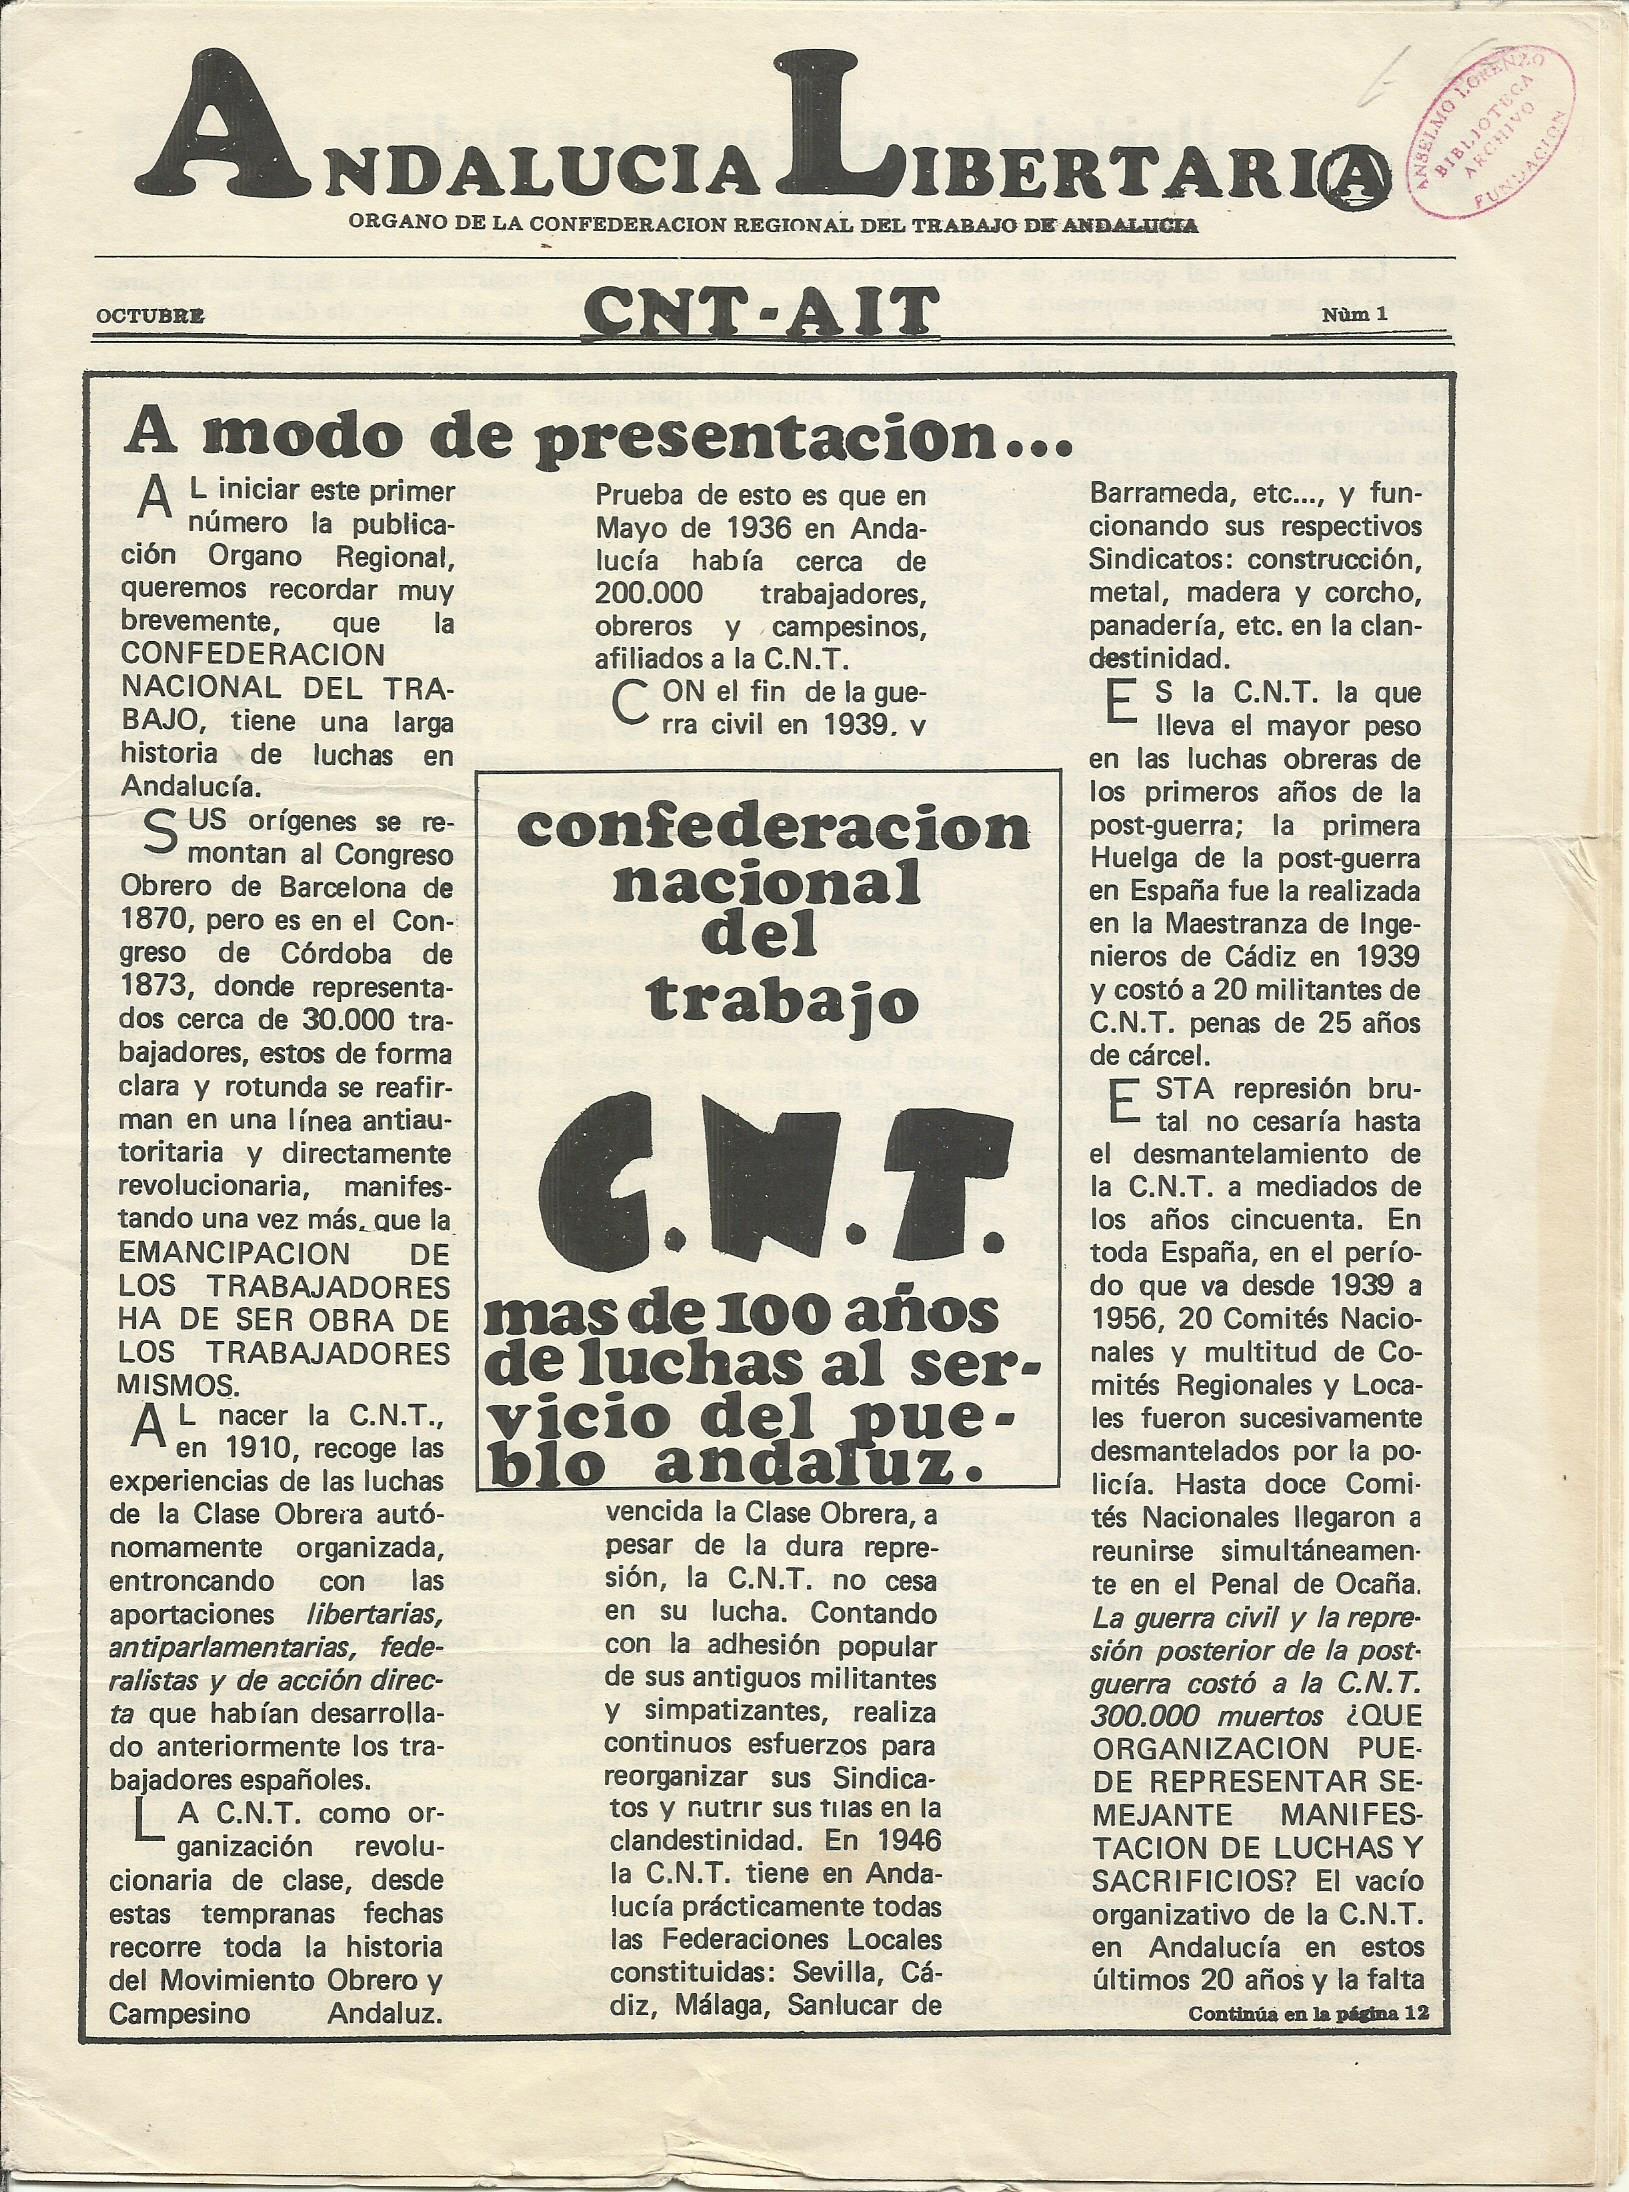 ANDALUCIA LIBERTARIA
ORGANO DE LA CONFEDERACION REGIONAL DEL TRABAJO DE ANDALUCIA
ANSELMO LORENZO
BIBLIOTECA
ARCHIVO
FUNDACION
OCTUBRE
CNT-AIT
Nùm 1
A modo de presentacion...
AL iniciar este primer
número la publica-
ción Organo Regional,
queremos recordar muy
brevemente, que la
CONFEDERACION
NACIONAL DEL TRA-
BAJO, tiene una larga
historia de luchas en
Andalucía.
SUS orígenes se re-
montan al Congreso
Obrero de Barcelona de
1870, pero es en el Con-
greso de Córdoba de
1873, donde representa-
dos cerca de 30.000 tra-
bajadores, estos de forma
clara y rotunda se reafir-
man en una línea antiau-
toritaria y directamente
revolucionaria, manifes-
tando una vez más, que la
EMANCIPACION DE
LOS TRABAJADORES
HA DE SER OBRA DE
LOS TRABAJADORES
MISMOS.
AL nacer la C.N.T.,
en 1910, recoge las
experiencias de las luchas
de la Clase Obrera autó-
nomamente organizada,
entroncando con las
aportaciones libertarias,
antiparlamentarias, fede-
ralistas y de acción direc-
ta que habían desarrolla-
do anteriormente los tra-
bajadores españoles.
LA C.N.T. como or-
ganización revolu-
cionaria de clase, desde
estas tempranas fechas
recorre toda la historia
del Movimiento Obrero y
Campesino Andaluz.
Prueba de esto es que en
Mayo de 1936 en Anda-
lucía había cerca de
200.000 trabajadores,
obreros y campesinos,
afiliados a la C.N.T.
CON el fin de la gue-
rra civil en 1939, y
confederacion
nacional
del
trabajo
C.N.T.
mas de 100 años
de luchas al ser-
vicio del pue-
blo andaluz.
vencida la Clase Obrera, a
pesar de la dura repre-
sión, la C.N.T. no cesa
en su lucha. Contando
con la adhesión popular
de sus antiguos militantes
y simpatizantes, realiza
continuos esfuerzos para
reorganizar sus Sindica-
tos y nutrir sus filas en la
clandestinidad. En 1946
la C.N.T. tiene en Anda-
lucía prácticamente todas
las Federaciones Locales
constituidas: Sevilla, Cá-
diz, Málaga, Sanlucar de
Barrameda, etc..., y fun-
cionando sus respectivos
Sindicatos: construcción,
metal, madera y corcho,
panadería, etc. en la clan-
destinidad.
ES la C.N.T. la que
lleva el mayor peso
en las luchas obreras de
los primeros años de la
post-guerra; la primera
Huelga de la post-guerra
en España fue la realizada
en la Maestranza de Inge-
nieros de Cádiz en 1939
y costó a 20 militantes de
C.N.T. penas de 25 años
de cárcel.
ESTA represión bru-
tal no cesaría hasta
el desmantelamiento de
la C.N.T. a mediados de
los años cincuenta. En
toda España, en el perío-
do que va desde 1939 a
1956, 20 Comités Nacio-
nales y multitud de Co-
mités Regionales y Loca-
les fueron sucesivamente
desmantelados por la po-
licía. Hasta doce Comi-
tés Nacionales llegaron a
reunirse simultáneamen-
te en el Penal de Ocaña.
La guerra civil y la repre-
sión posterior de la post-
guerra costó a la C.N.T.
300.000 muertos ¿QUE
ORGANIZACION PUE-
DE REPRESENTAR SE-
MEJANTE MANIFES-
TACION DE LUCHAS Y
SACRIFICIOS? El vacío
organizativo de la C.N.T.
en Andalucía en estos
últimos 20 años y la falta
Continúa en la página 12